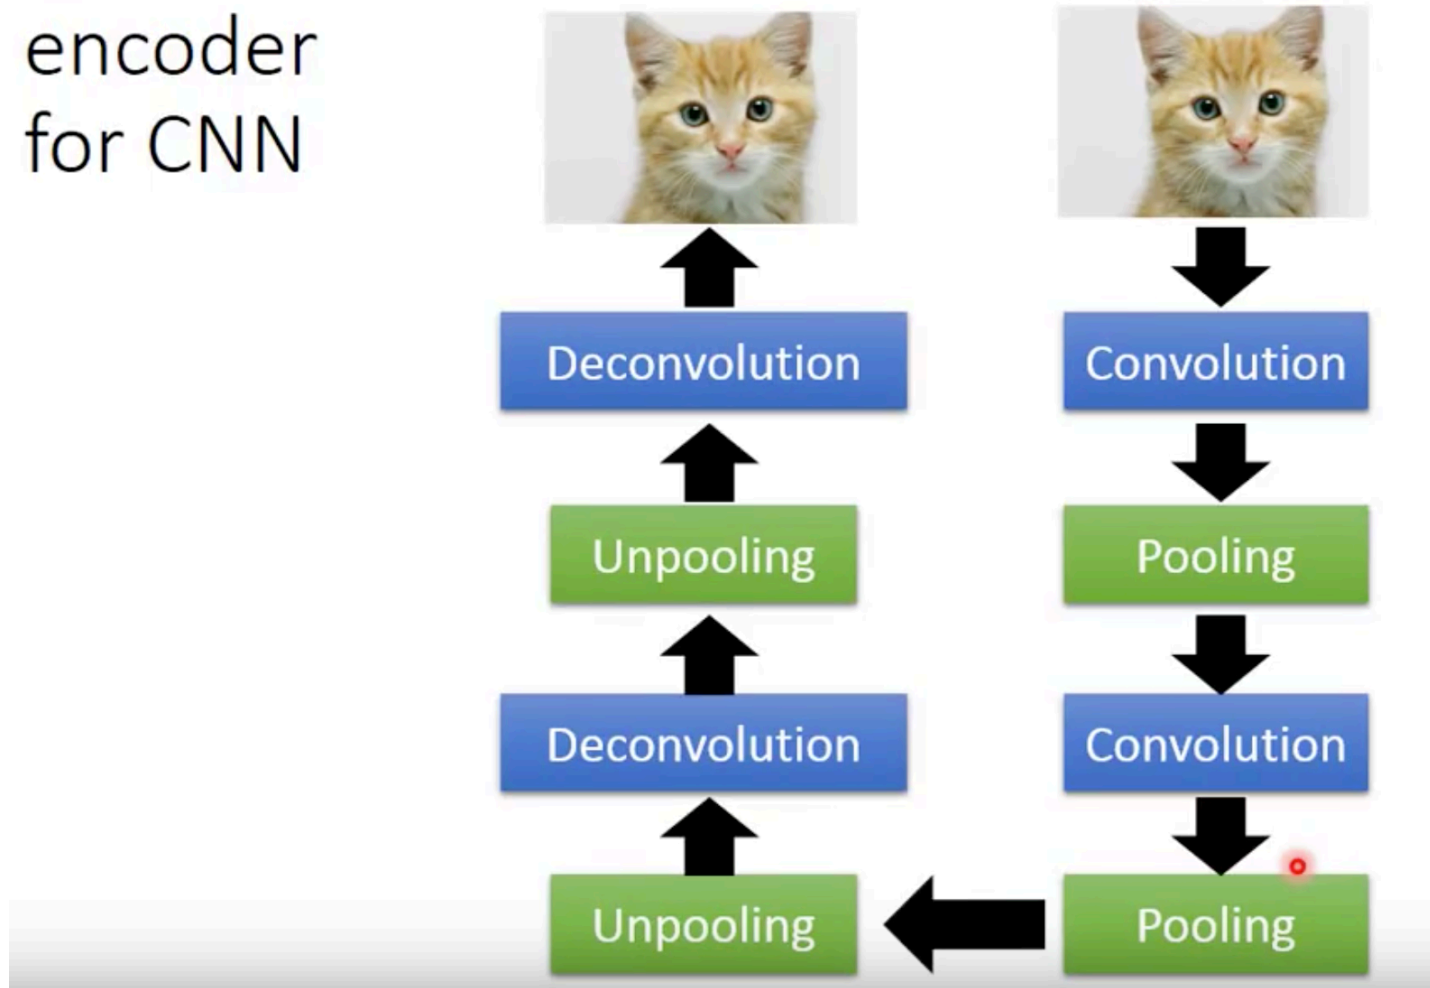 encoder
for CNN
Deconvolution
Convolution
Unpooling
Pooling
Deconvolution
Convolution
Unpooling
Pooling